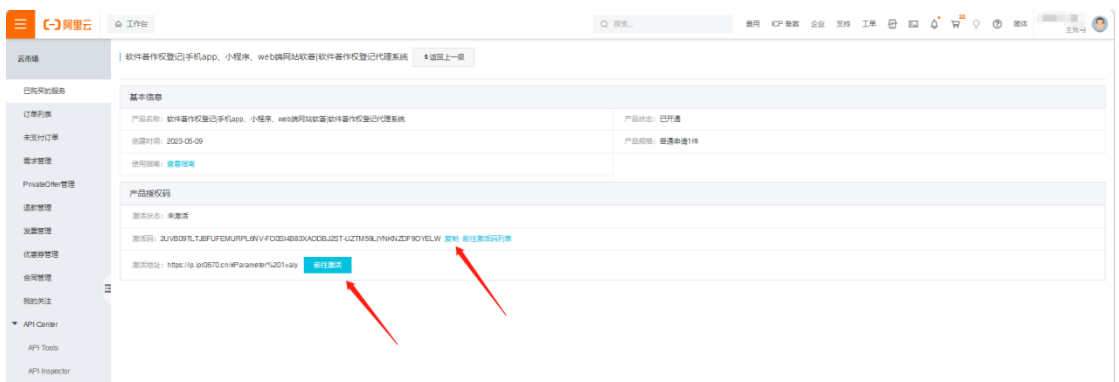 阿里云 工作台 搜索... 费用 ICP 备案 企业 支持 工单 简体
主账号
云市场
软件著作权登记|手机app、小程序、web端网站软著|软件著作权登记代理系统 返回上一级
已购买的服务
基本信息
订单列表
产品名称: 软件著作权登记|手机app、小程序、web端网站软著|软件著作权登记代理系统 产品状态: 已开通
未支付订单
创建时间: 2023-05-09 产品规格: 普通申请1件
需求管理
使用指南: 查看指南
PrivateOffer管理
产品授权码
退款管理
激活状态: 未激活
发票管理
激活码: 复制 前往激活码列表
优惠券管理
激活地址: https://ip.ipr0670.cn/#Parameter%201=aly 前往激活
合同管理
我的关注
API Center
API Tools
API Inspector